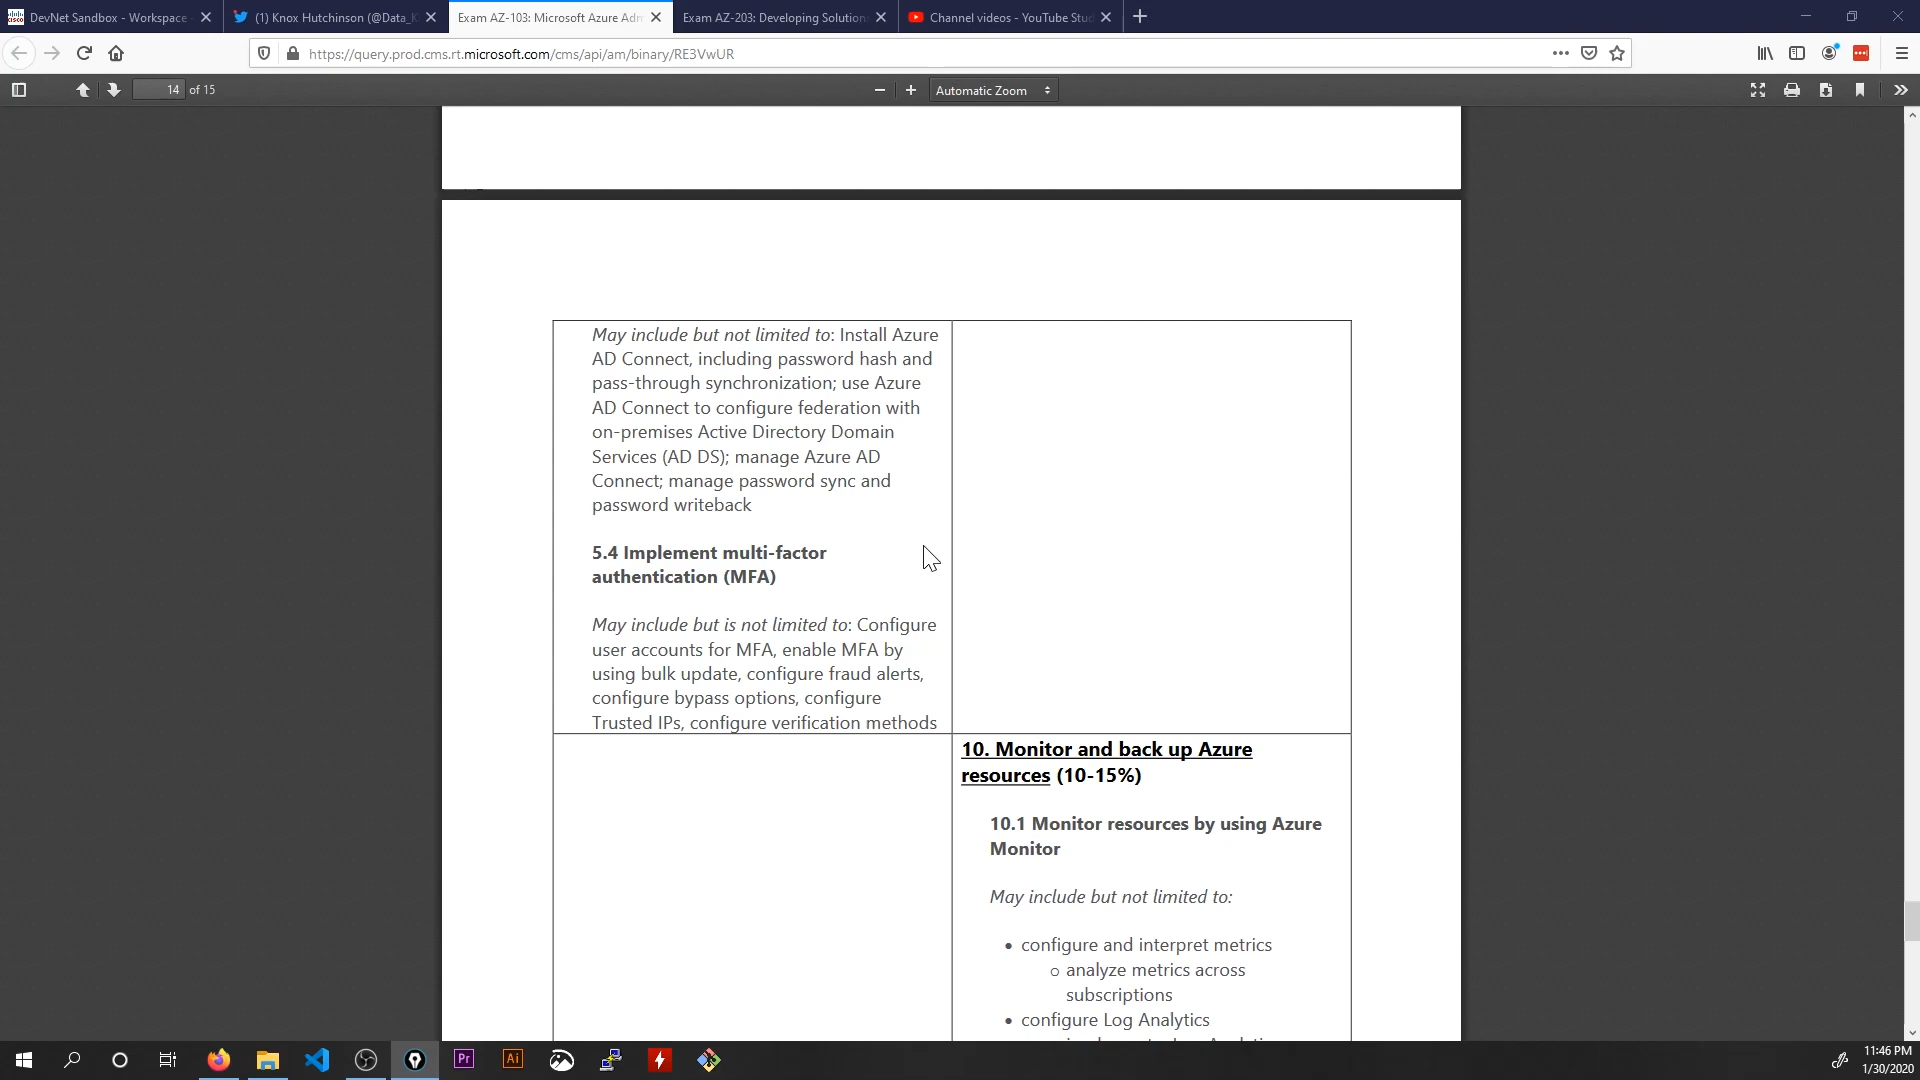 DevNet Sandbox - Workspace
(1) Knox Hutchinson (@Data_K
Exam AZ-103: Microsoft Azure Adm
Exam AZ-203: Developing Solution
Channel videos - YouTube Stud
https://query.prod.cms.rt.microsoft.com/cms/api/am/binary/RE3VwUR
14 of 15
Automatic Zoom
May include but not limited to: Install Azure
AD Connect, including password hash and
pass-through synchronization; use Azure
AD Connect to configure federation with
on-premises Active Directory Domain
Services (AD DS); manage Azure AD
Connect; manage password sync and
password writeback
5.4 Implement multi-factor
authentication (MFA)
May include but is not limited to: Configure
user accounts for MFA, enable MFA by
using bulk update, configure fraud alerts,
configure bypass options, configure
Trusted IPs, configure verification methods
10. Monitor and back up Azure
resources (10-15%)
10.1 Monitor resources by using Azure
Monitor
May include but not limited to:
• configure and interpret metrics
o analyze metrics across
subscriptions
• configure Log Analytics
Pr
Ai
11:46 PM
1/30/2020